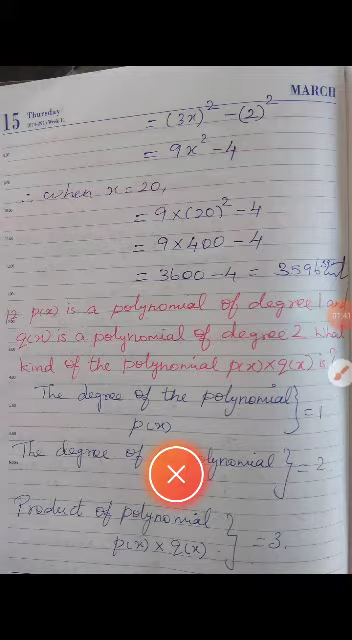 MARCH
15 Thursday
= (3x)² - (2)²
= 9x² - 4
∴ when x = 20,
= 9 × (20)² - 4
= 9 × 400 - 4
= 3600 - 4 = 3596
p(x) is a polynomial of degree 1 and
q(x) is a polynomial of degree 2 What
kind of the polynomial p(x) × q(x) is?
01:41
The degree of the polynomial
p(x) } = 1
The degree of polynomial } = 2
Product of polynomial
p(x) × q(x) } = 3.